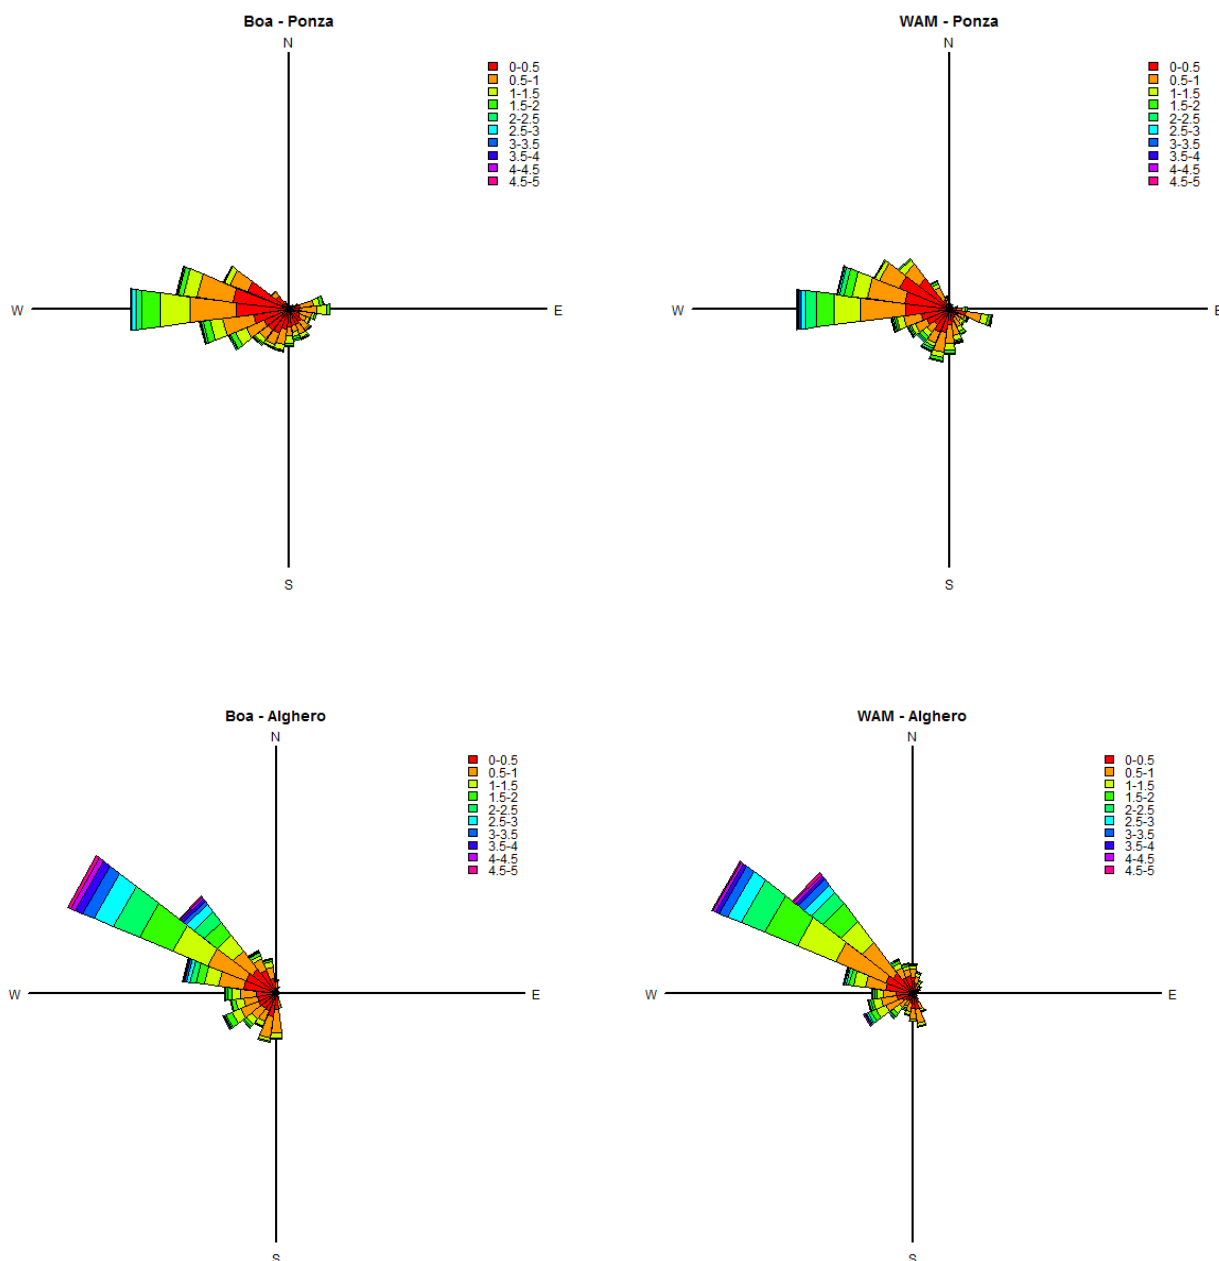 Boa - Ponza
N
0-0.5
0.5-1
1-1.5
1.5-2
2-2.5
2.5-3
3-3.5
3.5-4
4-4.5
4.5-5
W
E
S
WAM - Ponza
N
0-0.5
0.5-1
1-1.5
1.5-2
2-2.5
2.5-3
3-3.5
3.5-4
4-4.5
4.5-5
W
E
S
Boa - Alghero
N
0-0.5
0.5-1
1-1.5
1.5-2
2-2.5
2.5-3
3-3.5
3.5-4
4-4.5
4.5-5
W
E
S
WAM - Alghero
N
0-0.5
0.5-1
1-1.5
1.5-2
2-2.5
2.5-3
3-3.5
3.5-4
4-4.5
4.5-5
W
E
S